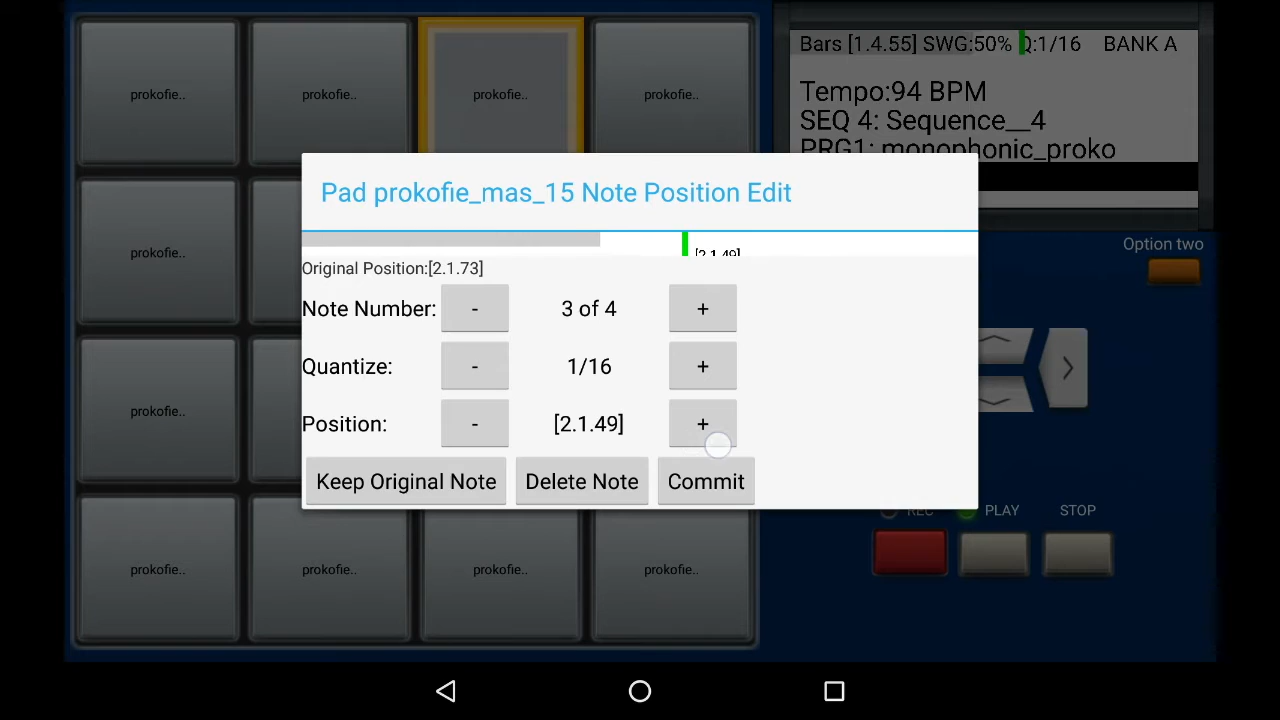 prokofie.. prokofie.. prokofie.. prokofie..
Bars [1.4.55] SWG:50% Q:1/16 BANK A
Tempo:94 BPM
SEQ 4: Sequence__4
PRG1: monophonic_proko
Pad prokofie_mas_15 Note Position Edit
[2.1.49]
Original Position:[2.1.73]
Note Number: - 3 of 4 +
Quantize: - 1/16 +
Position: - [2.1.49] +
Keep Original Note Delete Note Commit
prokofie..
prokofie..
prokofie.. prokofie.. prokofie.. prokofie..
Option two
REC PLAY STOP